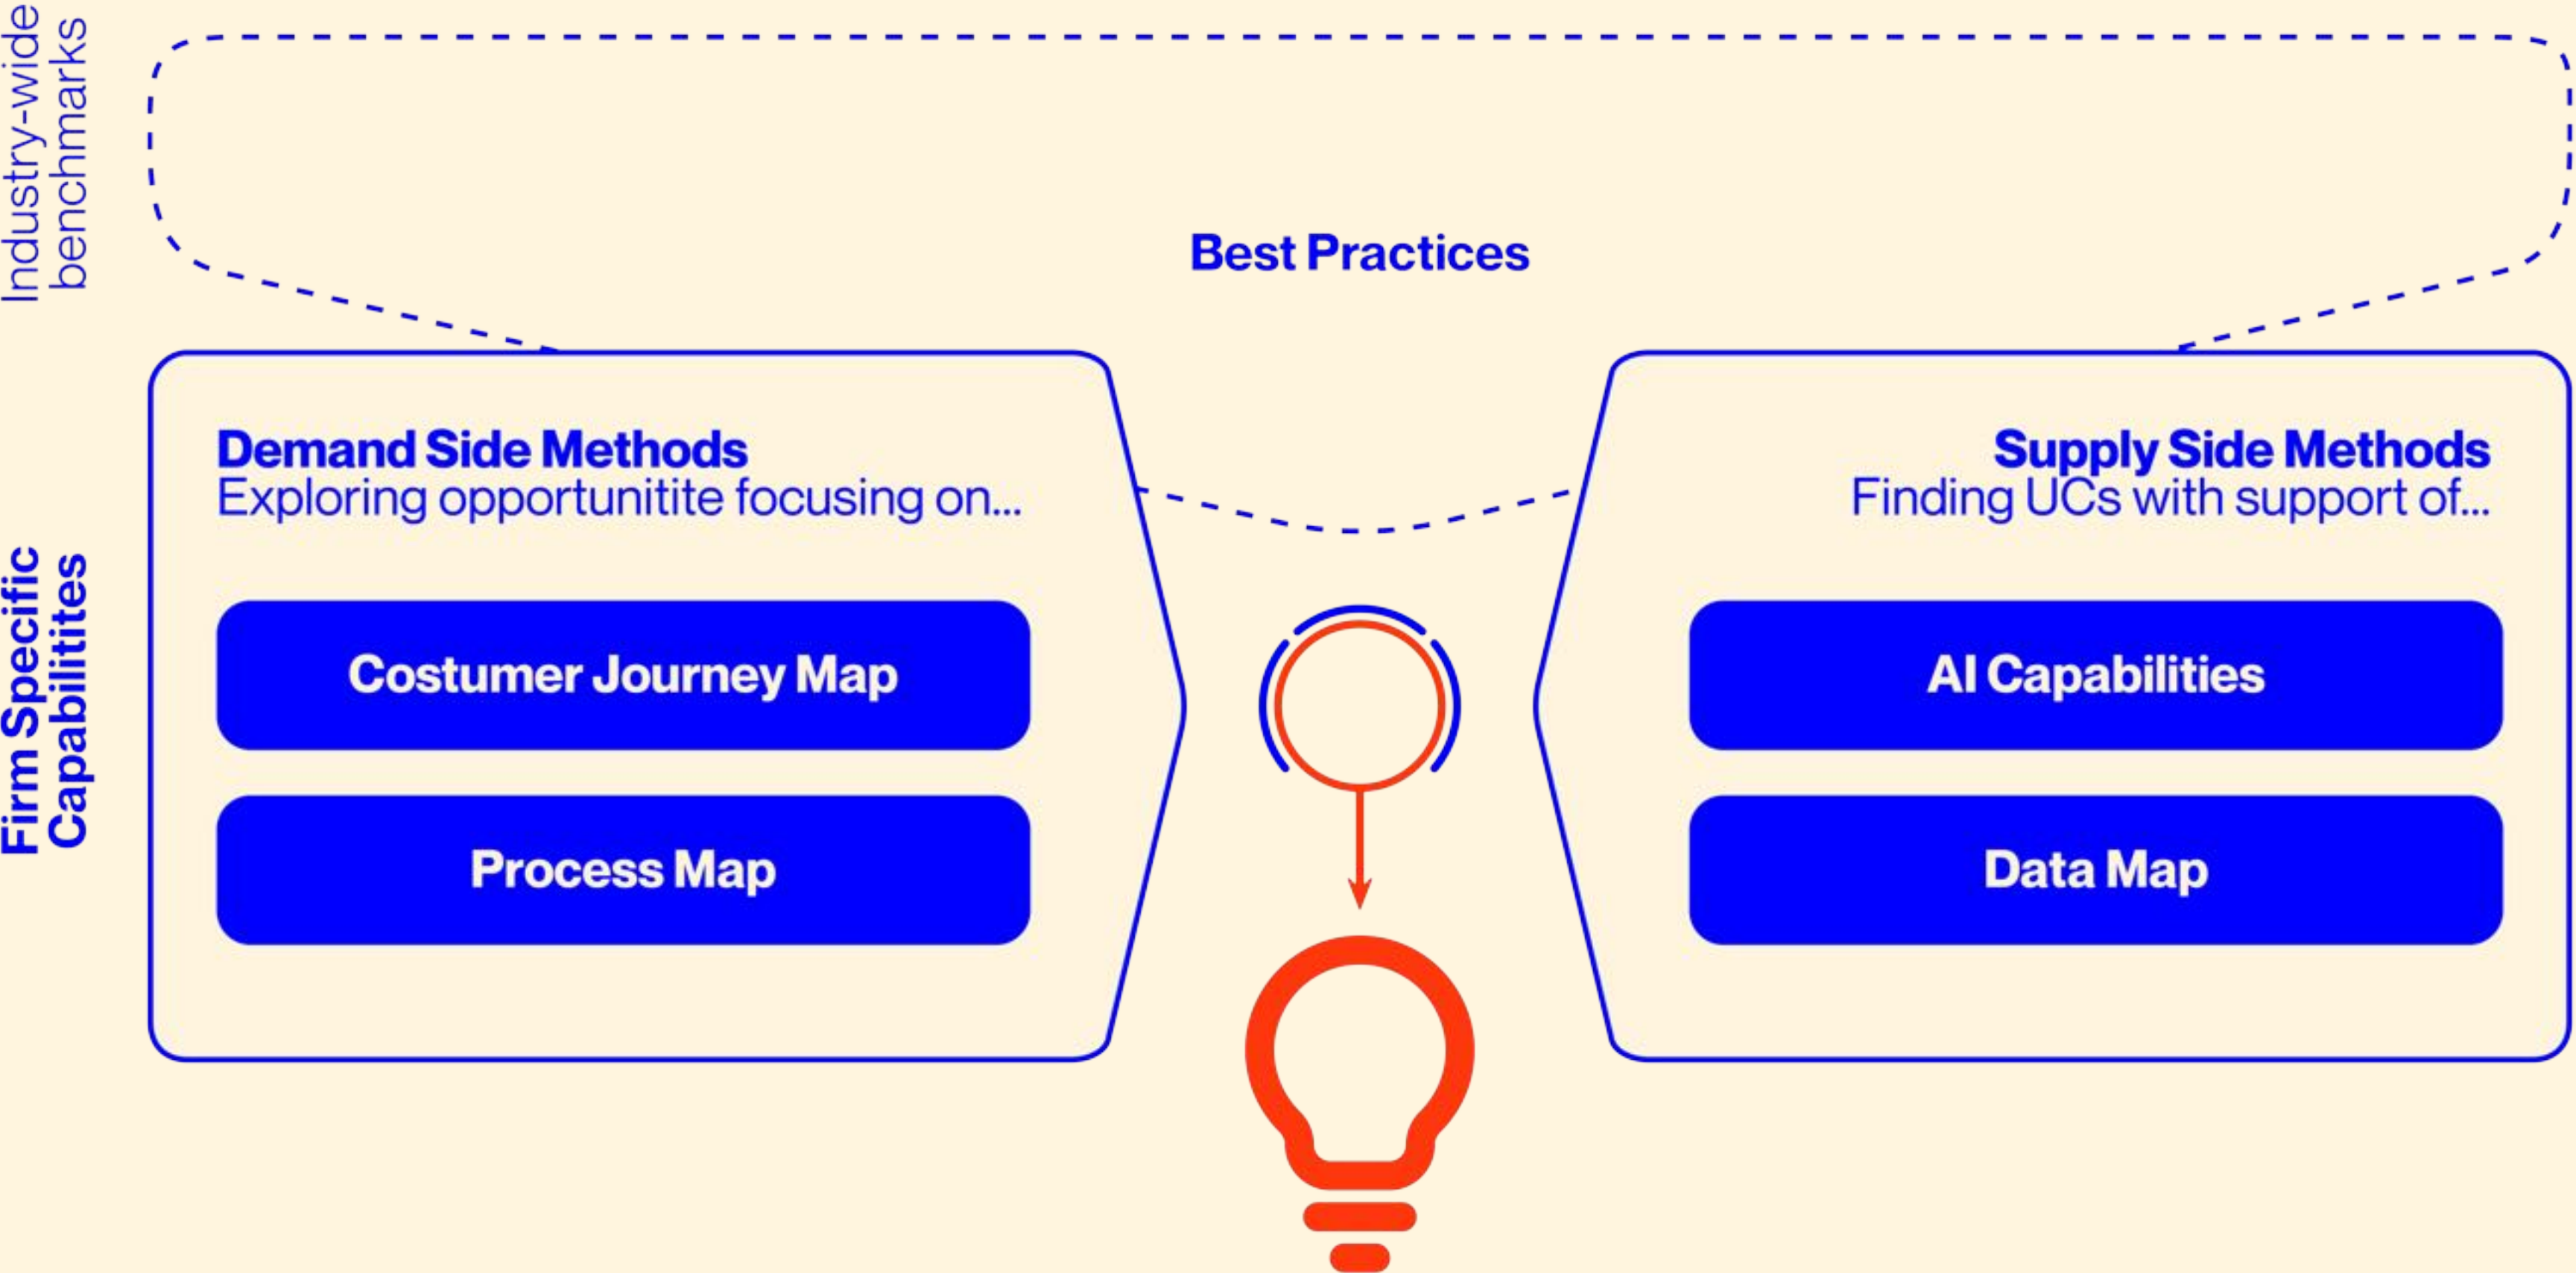 Industry-wide
benchmarks
Best Practices
Firm Specific
Capabilitites
Demand Side Methods
Exploring opportunitite focusing on...
Costumer Journey Map
Process Map
Supply Side Methods
Finding UCs with support of...
AI Capabilities
Data Map